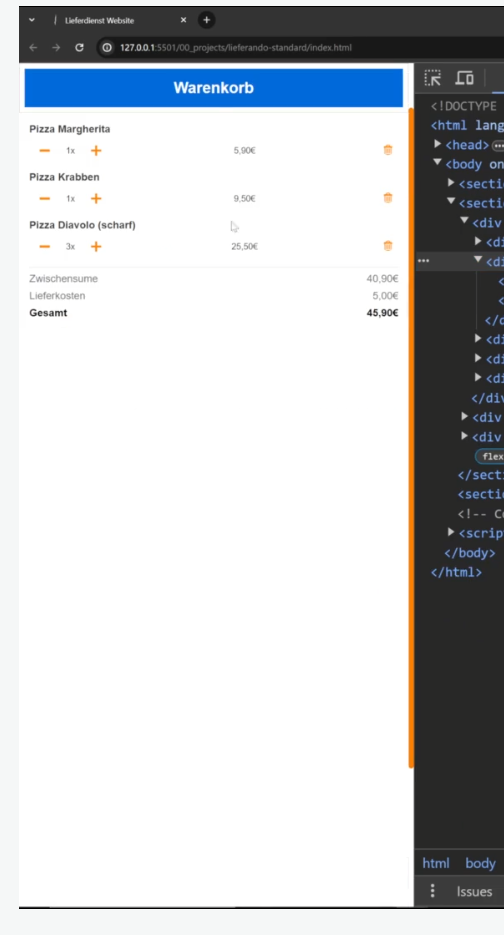 Lieferdienst Website
127.0.0.1:5501/00_projects/lieferando-standard/index.html
Warenkorb
Pizza Margherita
1x 5,90€
Pizza Krabben
1x 9,50€
Pizza Diavolo (scharf)
3x 25,50€
Zwischensume 40,90€
Lieferkosten 5,00€
Gesamt 45,90€
<!DOCTYPE
<html lang
<head>
<body on
<secti
<secti
<div
<di
<di
<
<
</d
<di
<di
<di
</div
<div
<div
flex
</sect
<secti
<!-- Co
<scrip
</body>
</html>
html body
Issues